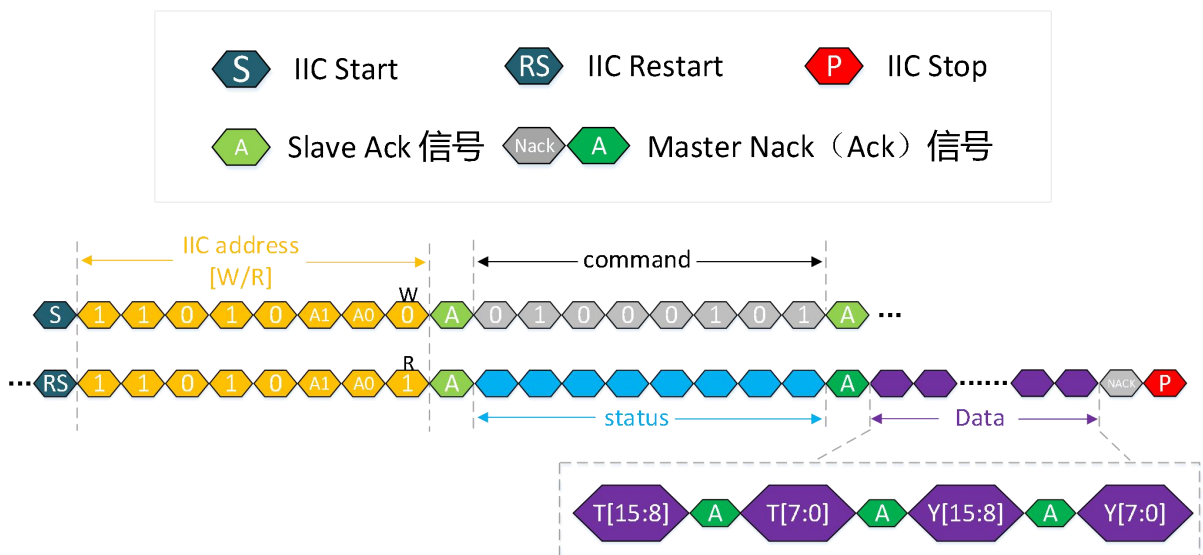 S IIC Start RS IIC Restart P IIC Stop
A Slave Ack 信号 Nack A Master Nack（Ack）信号
IIC address
[W/R]
command
W
S 1 1 0 1 0 A1 A0 0 A 0 1 0 0 0 1 0 1 A ...
R
... RS 1 1 0 1 0 A1 A0 1 A A ...... NACK P
status
Data
T[15:8] A T[7:0] A Y[15:8] A Y[7:0]